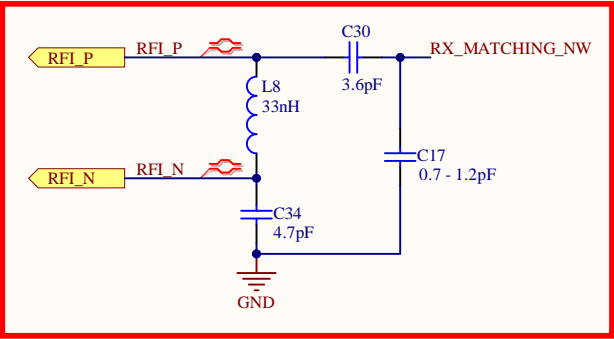 C30
RFI_P
RFI_P
RX_MATCHING_NW
3.6pF
L8
33nH
RFI_N
RFI_N
C17
0.7 - 1.2pF
C34
4.7pF
GND